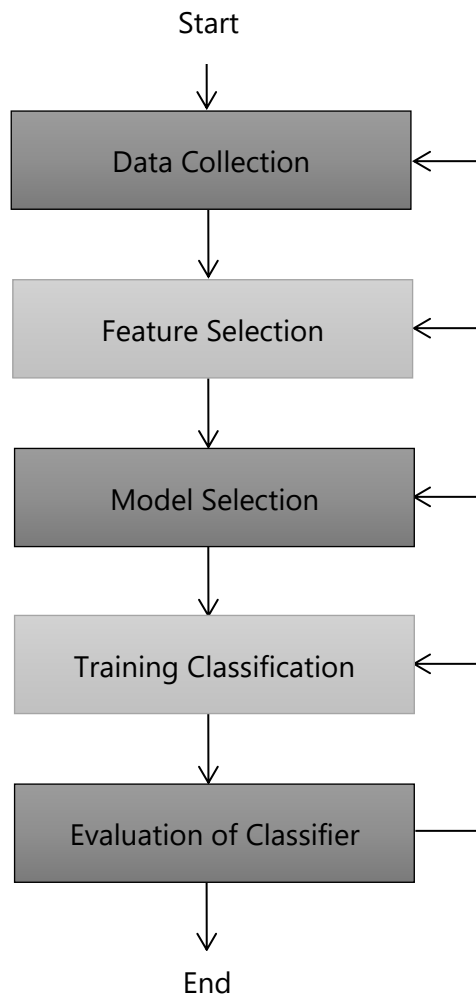 Start
Data Collection
Feature Selection
Model Selection
Training Classification
Evaluation of Classifier
End